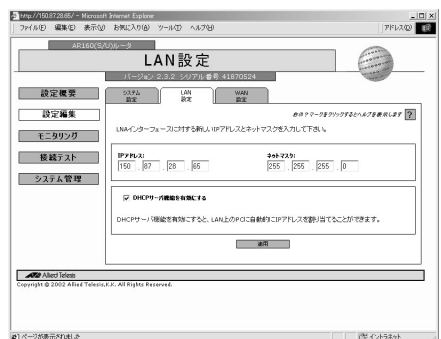 http://150.87.28.65/ - Microsoft Internet Explorer
ファイル(F) 編集(E) 表示(V) お気に入り(A) ツール(T) ヘルプ(H)
アドレス(D)
AR160(S/U)ルータ
LAN設定
バージョン 2.3.2 シリアル番号 41870524
設定概要
設定編集
モニタリング
接続テスト
システム管理
システム設定
LAN設定
WAN設定
右の?マークをクリックするとヘルプを表示します ?
LNAインターフェースに対する新しいIPアドレスとネットマスクを入力して下さい。
IPアドレス: ネットマスク:
150 . 87 . 28 . 65 255 . 255 . 255 . 0
DHCPサーバ機能を有効にする
DHCPサーバ機能を有効にすると、LAN上のPCに自動的にIPアドレスを割り当てることができます。
適用
Allied Telesis
Copyright © 2002 Allied Telesis,K.K. All Rights Reserved.
ページが表示されました
イントラネット